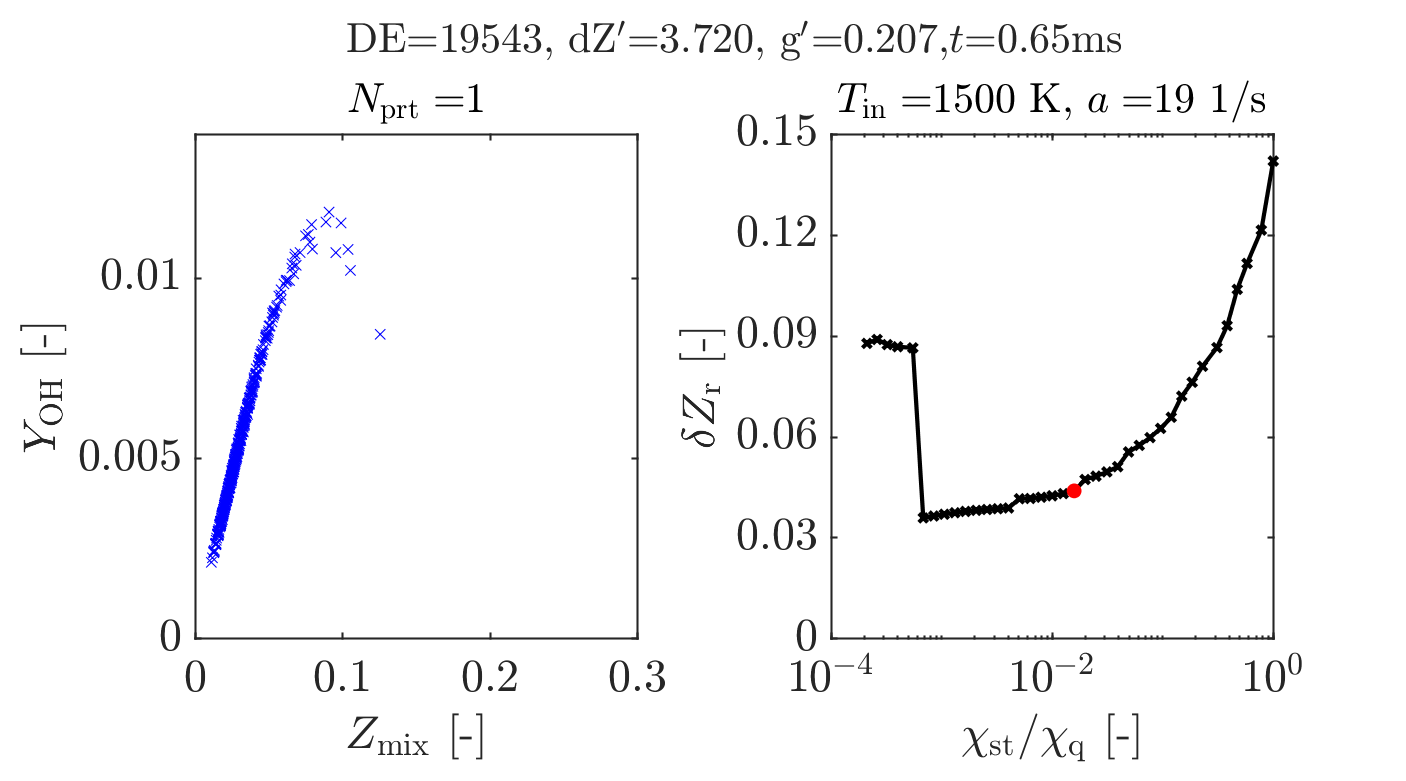 DE=19543, dZ′=3.720, g′=0.207,t=0.65ms
N_prt =1
T_in =1500 K, a =19 1/s
0.01
0.005
0
0 0.1 0.2 0.3
Z_mix [-]
Y_OH [-]
0.15
0.12
0.09
0.06
0.03
0
10^−4 10^−2 10^0
χ_st/χ_q [-]
δZ_r [-]